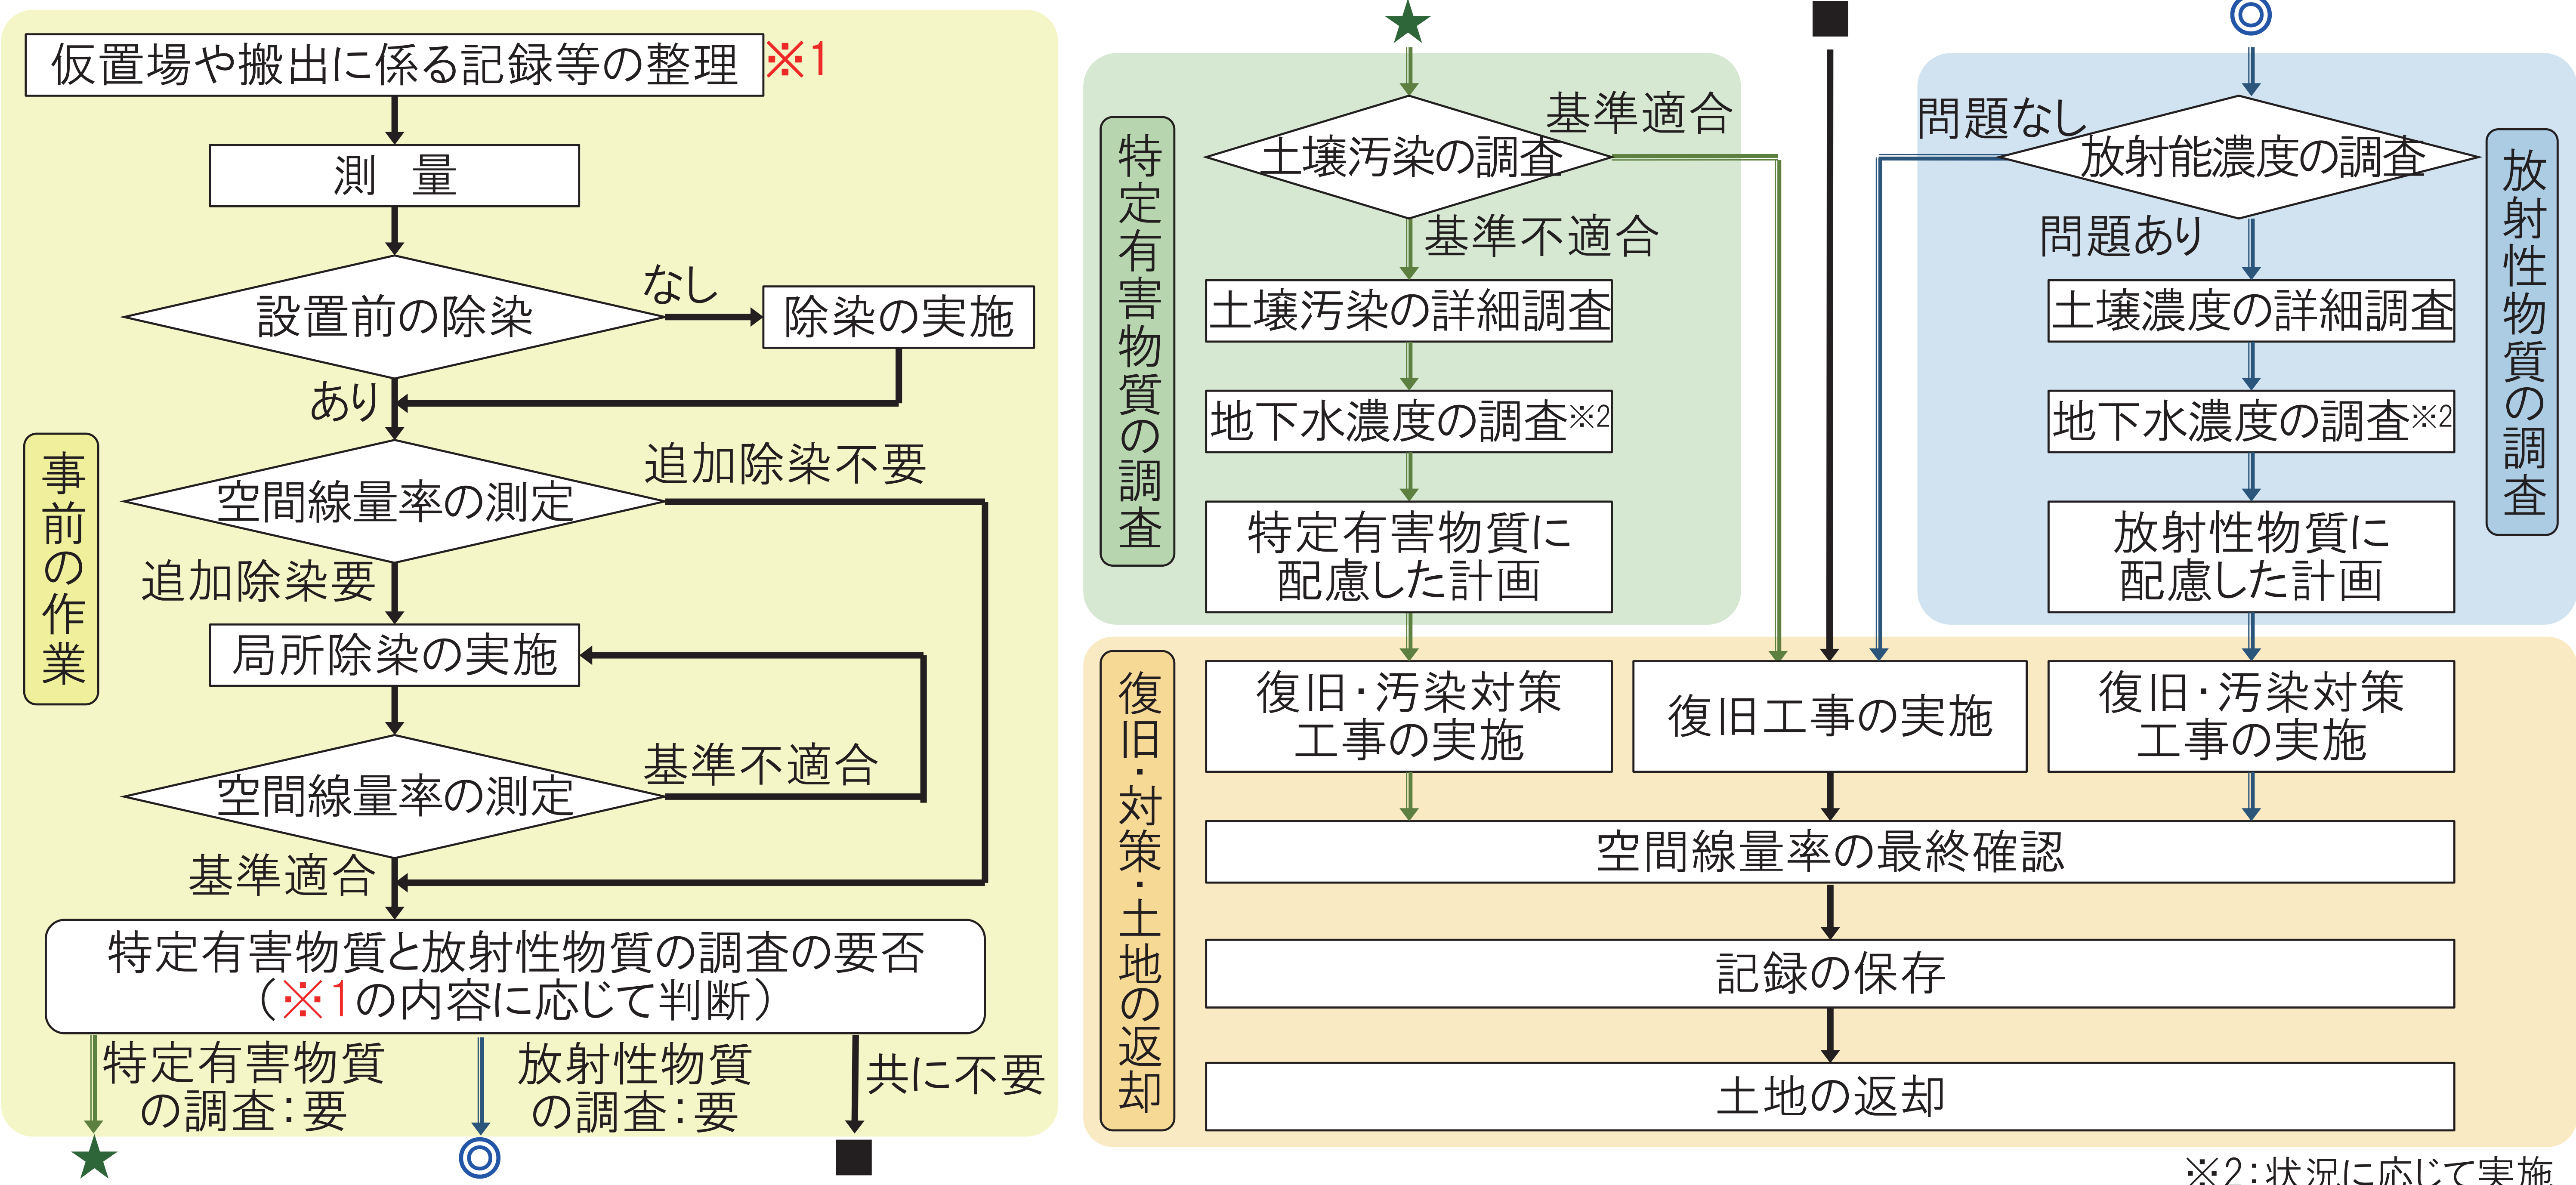 仮置場や搬出に係る記録等の整理※1
測 量
設置前の除染
なし
除染の実施
あり
空間線量率の測定
追加除染不要
追加除染要
局所除染の実施
空間線量率の測定
基準不適合
基準適合
特定有害物質と放射性物質の調査の要否
（※1の内容に応じて判断）
特定有害物質
の調査：要
放射性物質
の調査：要
共に不要
★
◎
■
事前の作業
★
■
◎
特定有害物質の調査
土壌汚染の調査
基準適合
基準不適合
土壌汚染の詳細調査
地下水濃度の調査※2
特定有害物質に
配慮した計画
放射性物質の調査
放射能濃度の調査
問題なし
問題あり
土壌濃度の詳細調査
地下水濃度の調査※2
放射性物質に
配慮した計画
復旧・対策・土地の返却
復旧・汚染対策
工事の実施
復旧工事の実施
復旧・汚染対策
工事の実施
空間線量率の最終確認
記録の保存
土地の返却
※2：状況に応じて実施